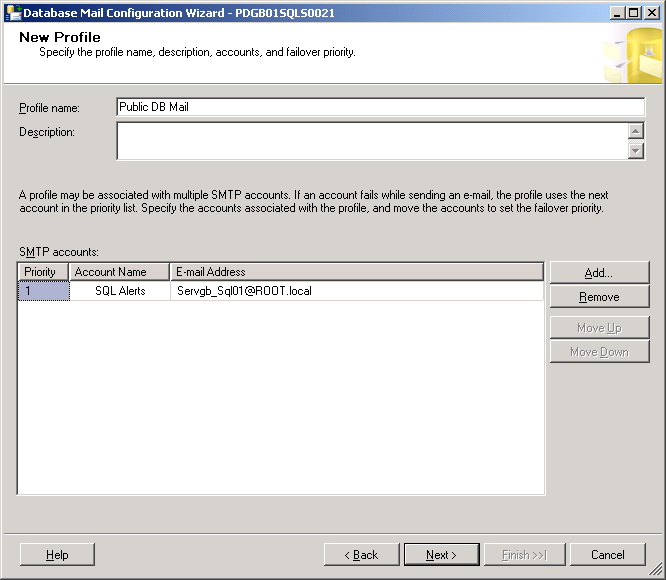 Database Mail Configuration Wizard - PDGB01SQLS0021
New Profile
Specify the profile name, description, accounts, and failover priority.
Profile name:
Public DB Mail
Description:
A profile may be associated with multiple SMTP accounts. If an account fails while sending an e-mail, the profile uses the next
account in the priority list. Specify the accounts associated with the profile, and move the accounts to set the failover priority.
SMTP accounts:
Priority Account Name E-mail Address
1 SQL Alerts Servgb_Sql01@ROOT.local
Add...
Remove
Move Up
Move Down
Help < Back Next > Finish >>| Cancel